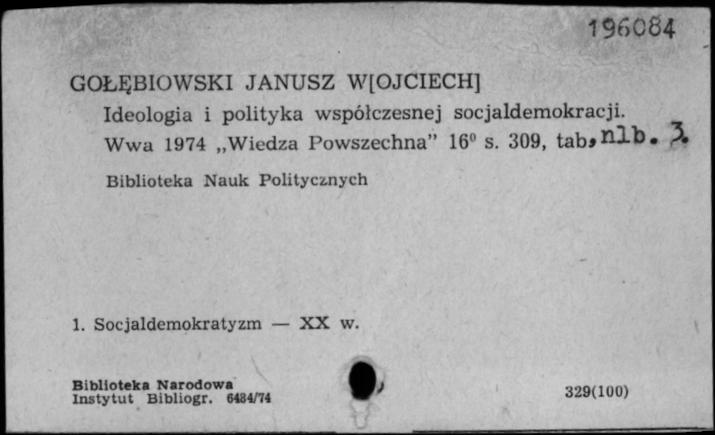 196084
GOŁĘBIOWSKI JANUSZ W[OJCIECH]
Ideologia i polityka współczesnej socjaldemokracji.
Wwa 1974 „Wiedza Powszechna” 16⁰ s. 309, tab, nlb. 3.
Biblioteka Nauk Politycznych
1. Socjaldemokratyzm — XX w.
Biblioteka Narodowa
Instytut Bibliogr. 6484/74
329(100)